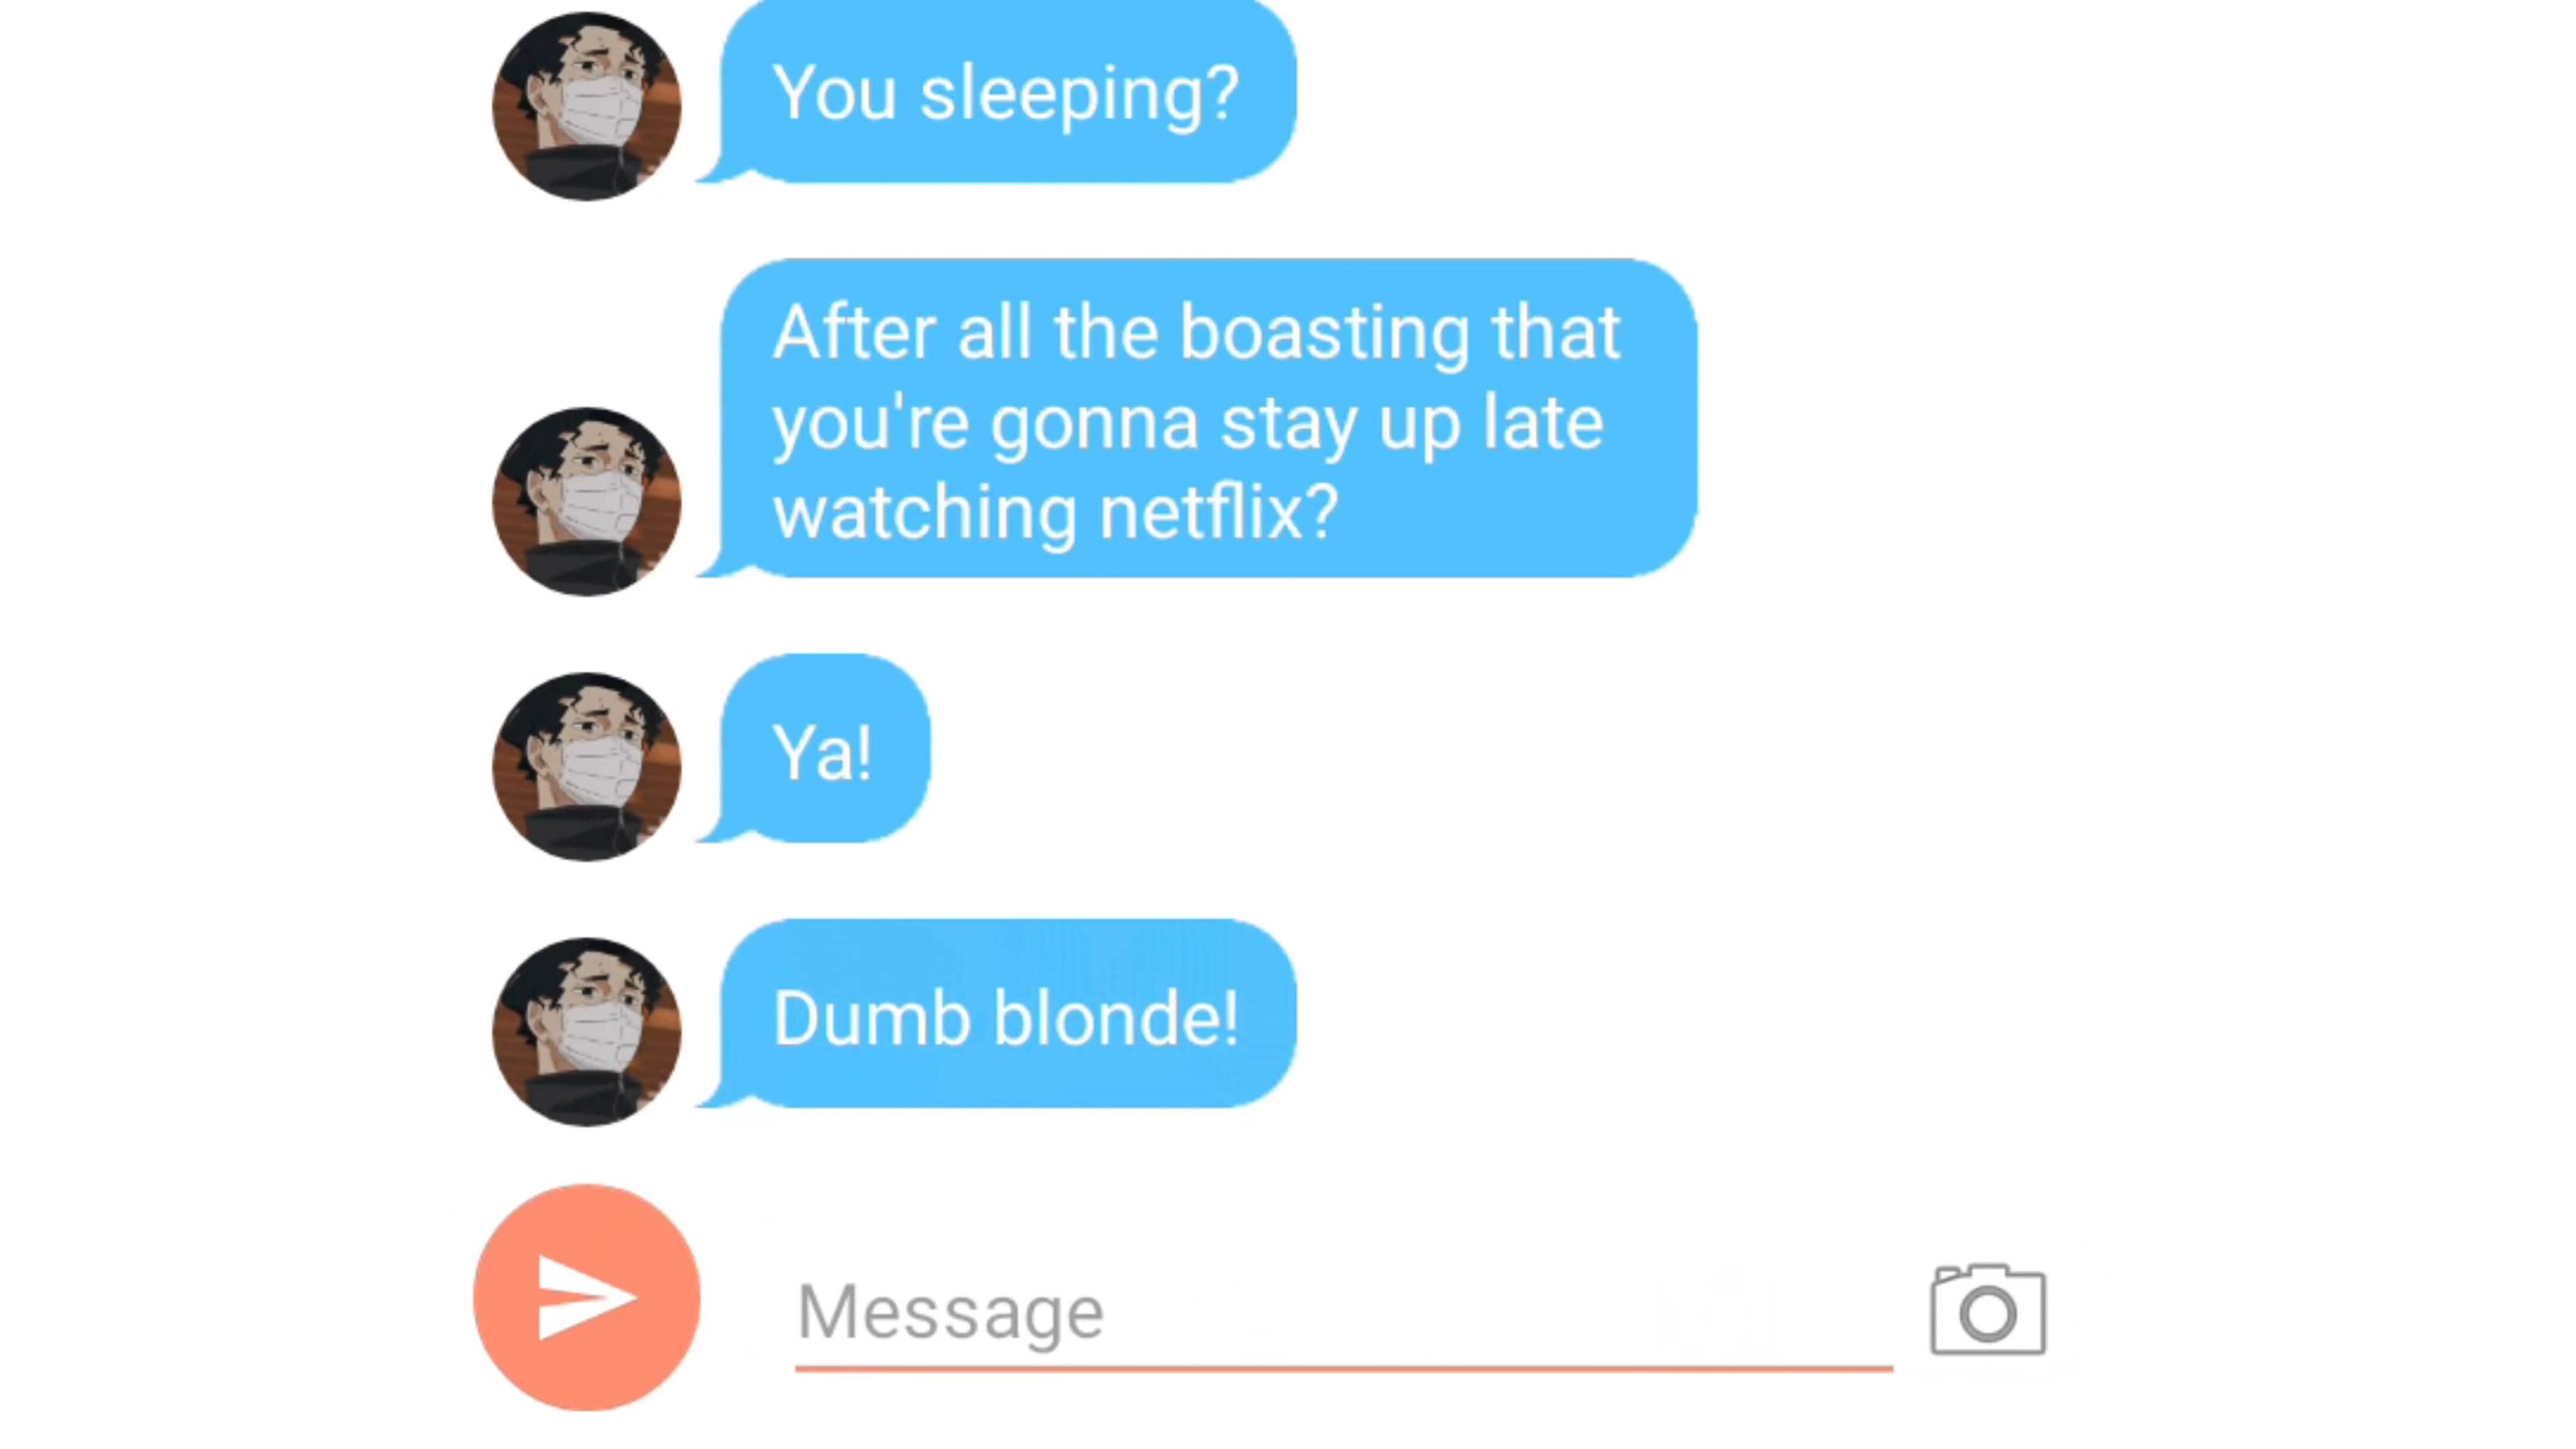 You sleeping?
After all the boasting that
you're gonna stay up late
watching netflix?
Ya!
Dumb blonde!
Message